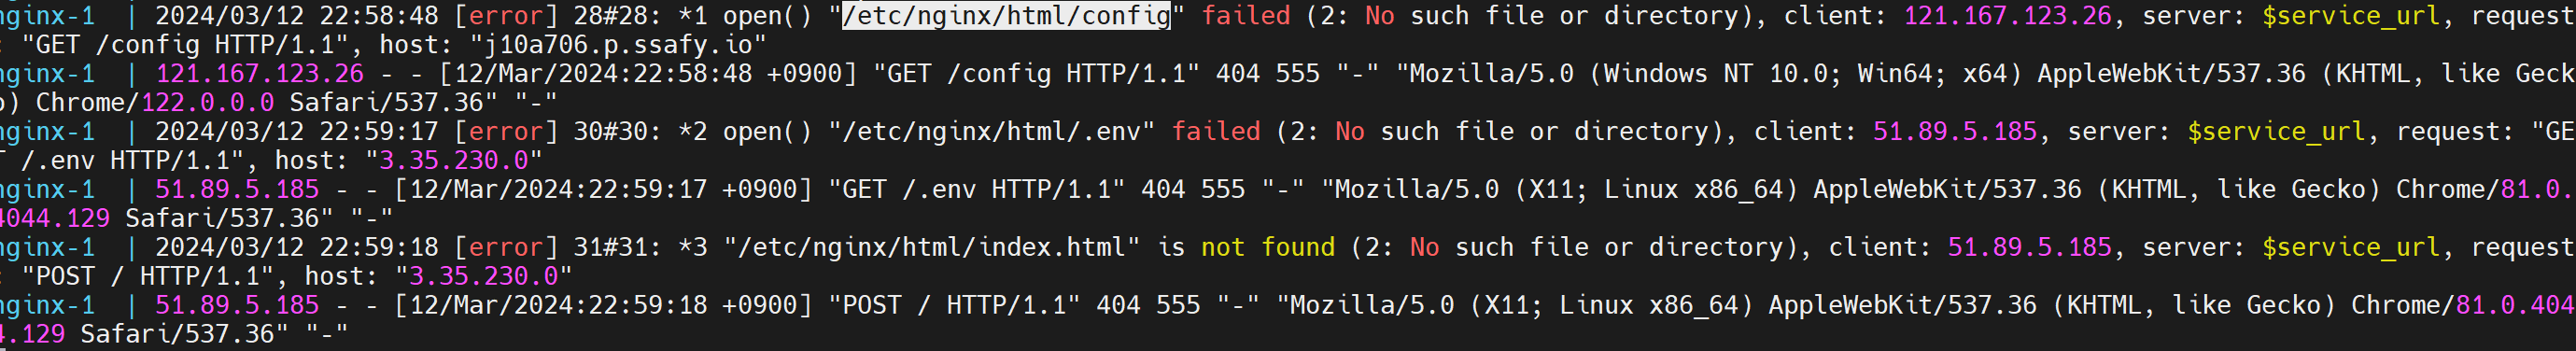 nginx-1  | 2024/03/12 22:58:48 [error] 28#28: *1 open() "/etc/nginx/html/config" failed (2: No such file or directory), client: 121.167.123.26, server: $service_url, request
: "GET /config HTTP/1.1", host: "j10a706.p.ssafy.io"
nginx-1  | 121.167.123.26 - - [12/Mar/2024:22:58:48 +0900] "GET /config HTTP/1.1" 404 555 "-" "Mozilla/5.0 (Windows NT 10.0; Win64; x64) AppleWebKit/537.36 (KHTML, like Geck
o) Chrome/122.0.0.0 Safari/537.36" "-"
nginx-1  | 2024/03/12 22:59:17 [error] 30#30: *2 open() "/etc/nginx/html/.env" failed (2: No such file or directory), client: 51.89.5.185, server: $service_url, request: "GE
T /.env HTTP/1.1", host: "3.35.230.0"
nginx-1  | 51.89.5.185 - - [12/Mar/2024:22:59:17 +0900] "GET /.env HTTP/1.1" 404 555 "-" "Mozilla/5.0 (X11; Linux x86_64) AppleWebKit/537.36 (KHTML, like Gecko) Chrome/81.0.
4044.129 Safari/537.36" "-"
nginx-1  | 2024/03/12 22:59:18 [error] 31#31: *3 "/etc/nginx/html/index.html" is not found (2: No such file or directory), client: 51.89.5.185, server: $service_url, request
: "POST / HTTP/1.1", host: "3.35.230.0"
nginx-1  | 51.89.5.185 - - [12/Mar/2024:22:59:18 +0900] "POST / HTTP/1.1" 404 555 "-" "Mozilla/5.0 (X11; Linux x86_64) AppleWebKit/537.36 (KHTML, like Gecko) Chrome/81.0.404
4.129 Safari/537.36" "-"